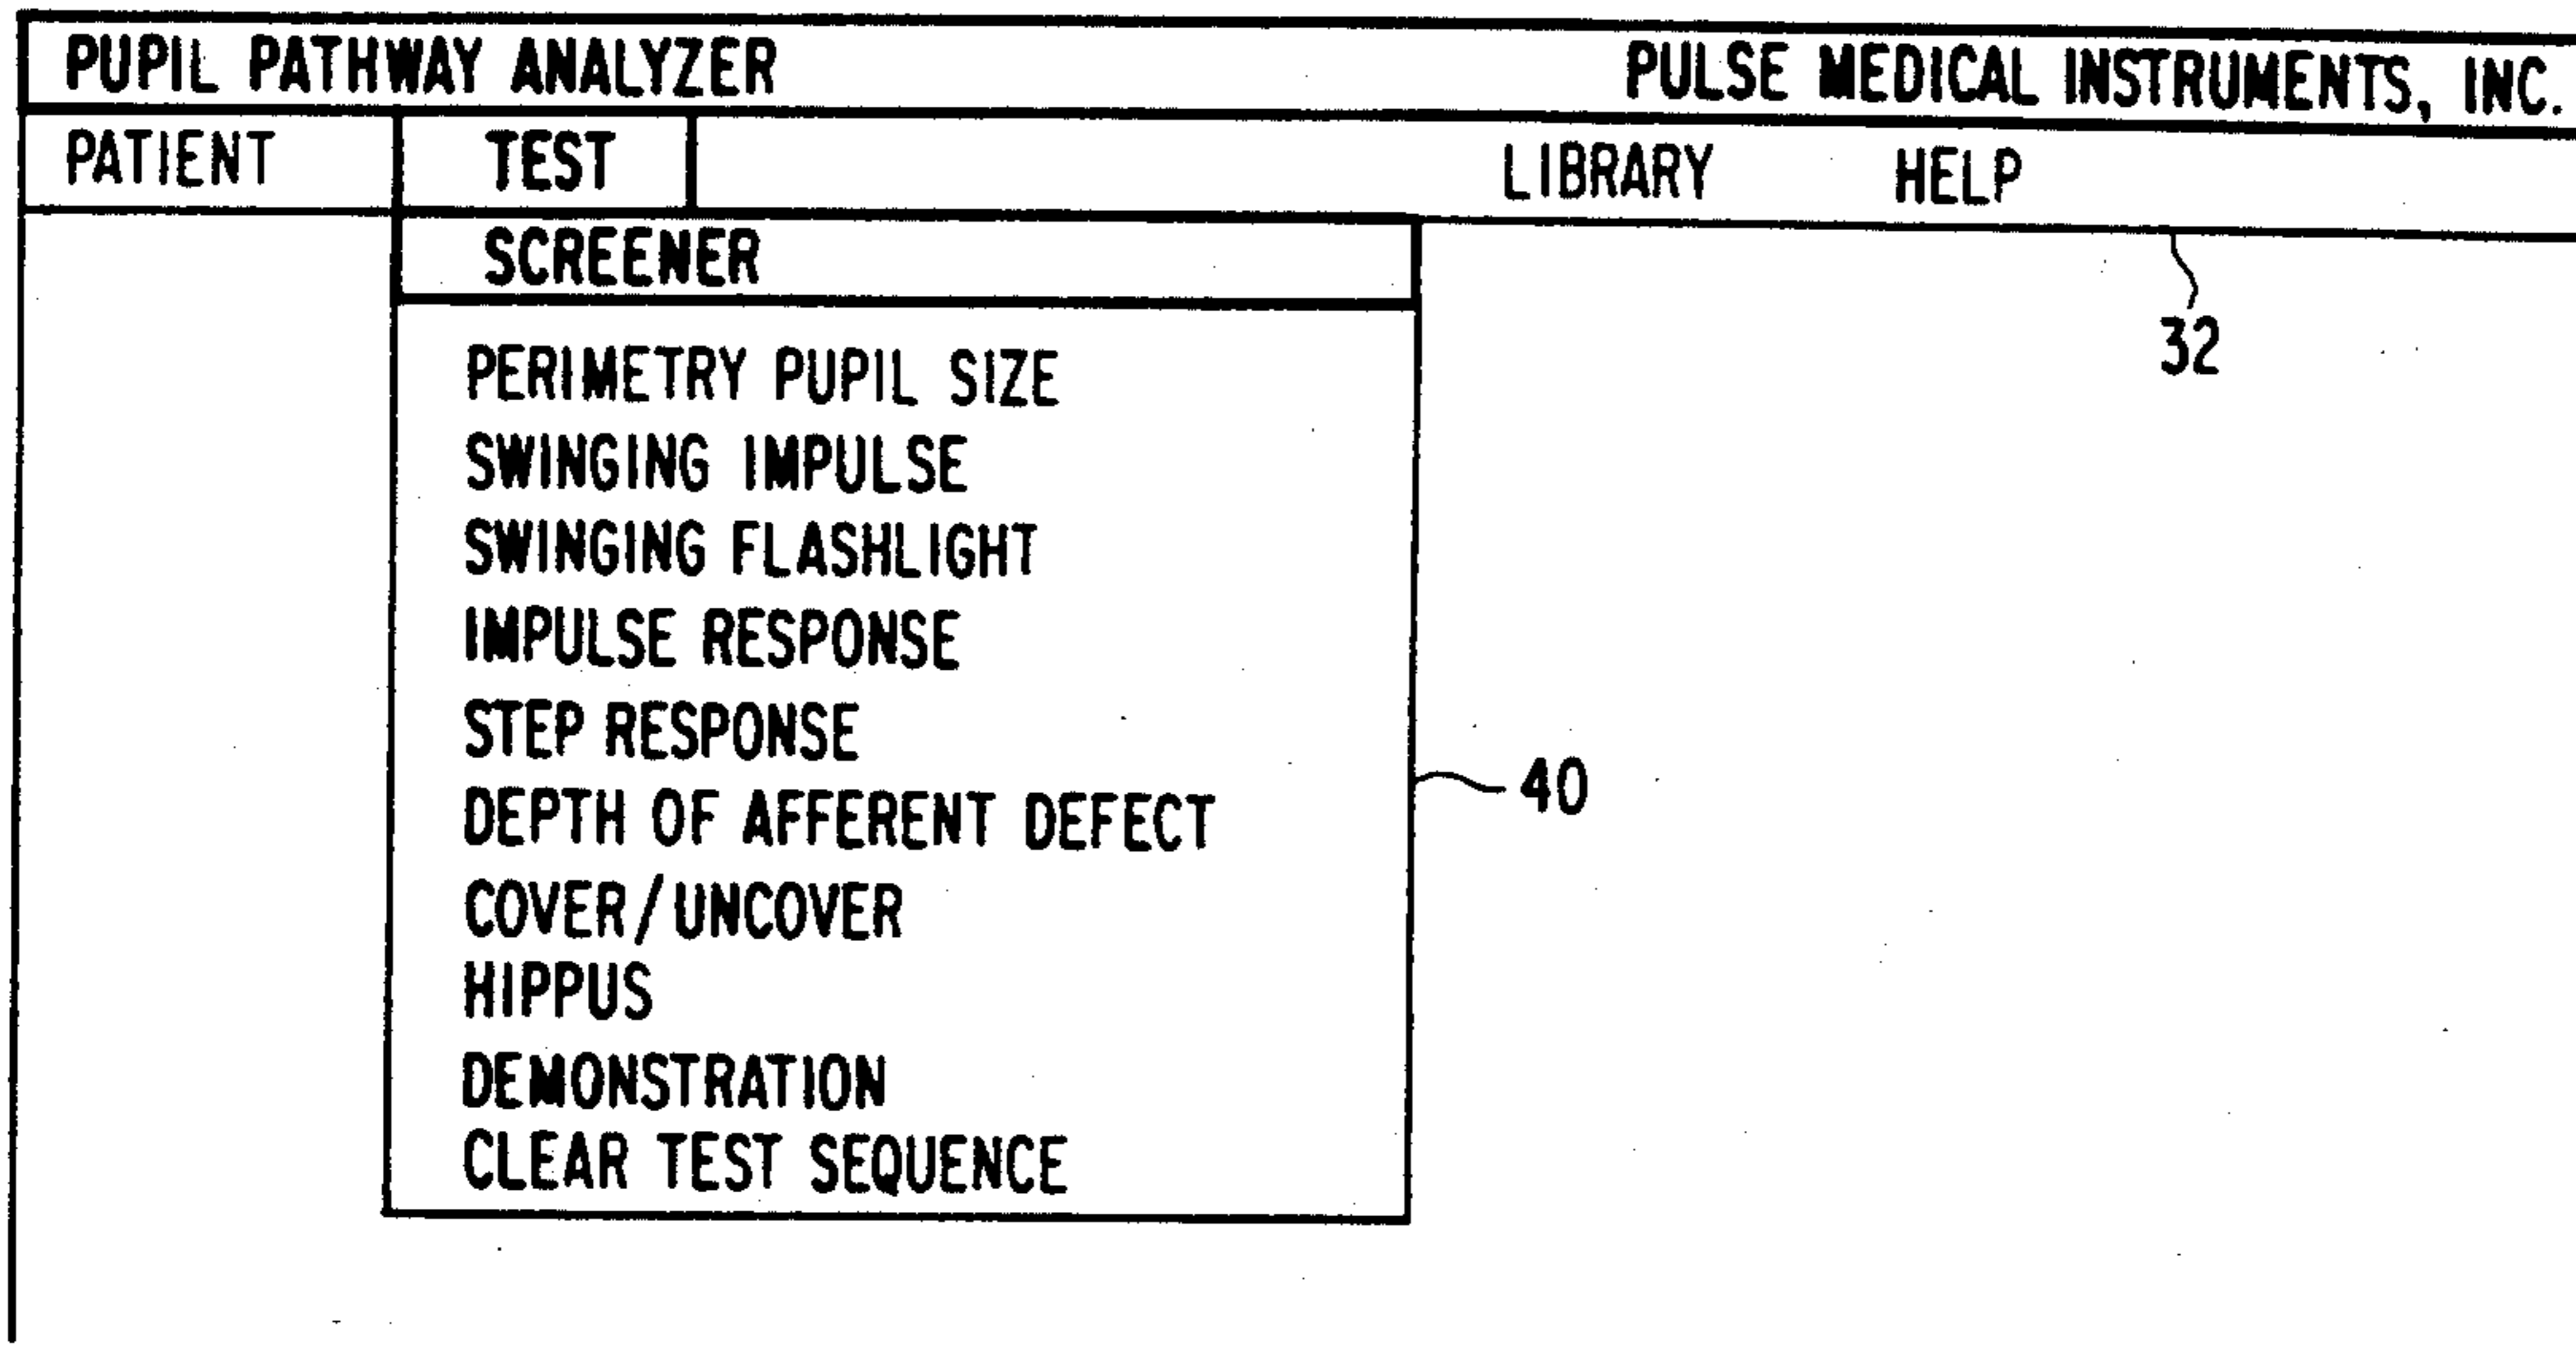 PUPIL PATHWAY ANALYZER PULSE MEDICAL INSTRUMENTS, INC.
PATIENT TEST LIBRARY HELP
SCREENER
32
PERIMETRY PUPIL SIZE
SWINGING IMPULSE
SWINGING FLASHLIGHT
IMPULSE RESPONSE
STEP RESPONSE
40
DEPTH OF AFFERENT DEFECT
COVER/UNCOVER
HIPPUS
DEMONSTRATION
CLEAR TEST SEQUENCE